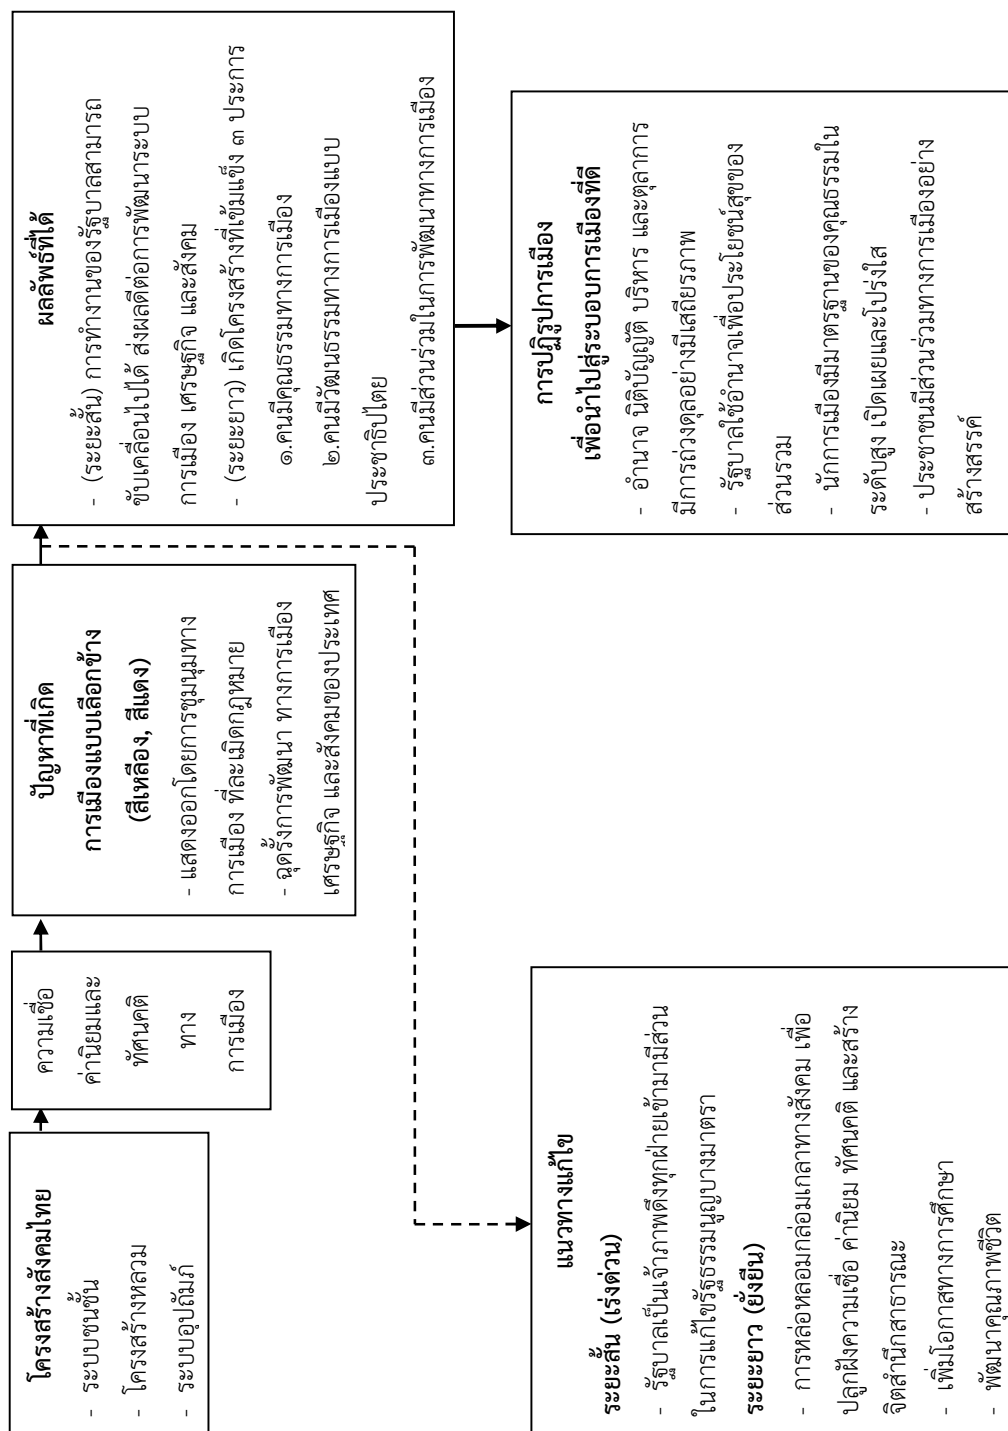 โครงสร้างสังคมไทย
- ระบบชนชั้น
- โครงสร้างหลวม
- ระบบอุปถัมภ์
ความเชื่อ
ค่านิยมและ
ทัศนคติ
ทาง
การเมือง
ปัญหาที่เกิด
การเมืองแบบเลือกข้าง
(สีเหลือง, สีแดง)
- แสดงออกโดยการชุมนุมทาง
การเมือง ที่ละเมิดกฎหมาย
- ฉุดรั้งการพัฒนา ทางการเมือง
เศรษฐกิจ และสังคมของประเทศ
ผลลัพธ์ที่ได้
- (ระยะสั้น) การทำงานของรัฐบาลสามารถ
ขับเคลื่อนไปได้ ส่งผลดีต่อการพัฒนาระบบ
การเมือง เศรษฐกิจ และสังคม
- (ระยะยาว) เกิดโครงสร้างที่เข้มแข็ง ๓ ประการ
๑.คนมีคุณธรรมทางการเมือง
๒.คนมีวัฒนธรรมทางการเมืองแบบ
ประชาธิปไตย
๓.คนมีส่วนร่วมในการพัฒนาทางการเมือง
แนวทางแก้ไข
ระยะสั้น (เร่งด่วน)
- รัฐบาลเป็นเจ้าภาพดึงทุกฝ่ายเข้ามามีส่วน
ในการแก้ไขรัฐธรรมนูญบางมาตรา
ระยะยาว (ยั่งยืน)
- การหล่อหลอมกล่อมเกลาทางสังคม เพื่อ
ปลูกฝังความเชื่อ ค่านิยม ทัศนคติ และสร้าง
จิตสำนึกสาธารณะ
- เพิ่มโอกาสทางการศึกษา
- พัฒนาคุณภาพชีวิต
การปฏิรูปการเมือง
เพื่อนำไปสู่ระบอบการเมืองที่ดี
- อำนาจ นิติบัญญัติ บริหาร และตุลาการ
มีการถ่วงดุลอย่างมีเสถียรภาพ
- รัฐบาลใช้อำนาจเพื่อประโยชน์สุขของ
ส่วนรวม
- นักการเมืองมีมาตรฐานของคุณธรรมใน
ระดับสูง เปิดเผยและโปร่งใส
- ประชาชนมีส่วนร่วมทางการเมืองอย่าง
สร้างสรรค์